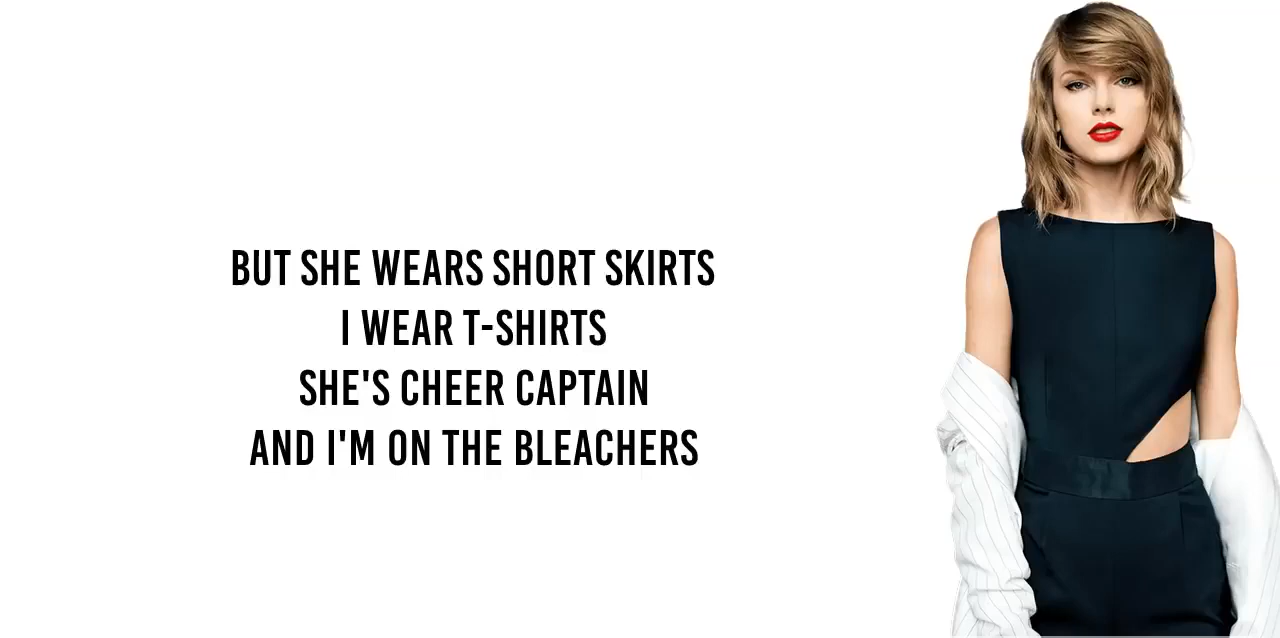 BUT SHE WEARS SHORT SKIRTS
I WEAR T-SHIRTS
SHE'S CHEER CAPTAIN
AND I'M ON THE BLEACHERS